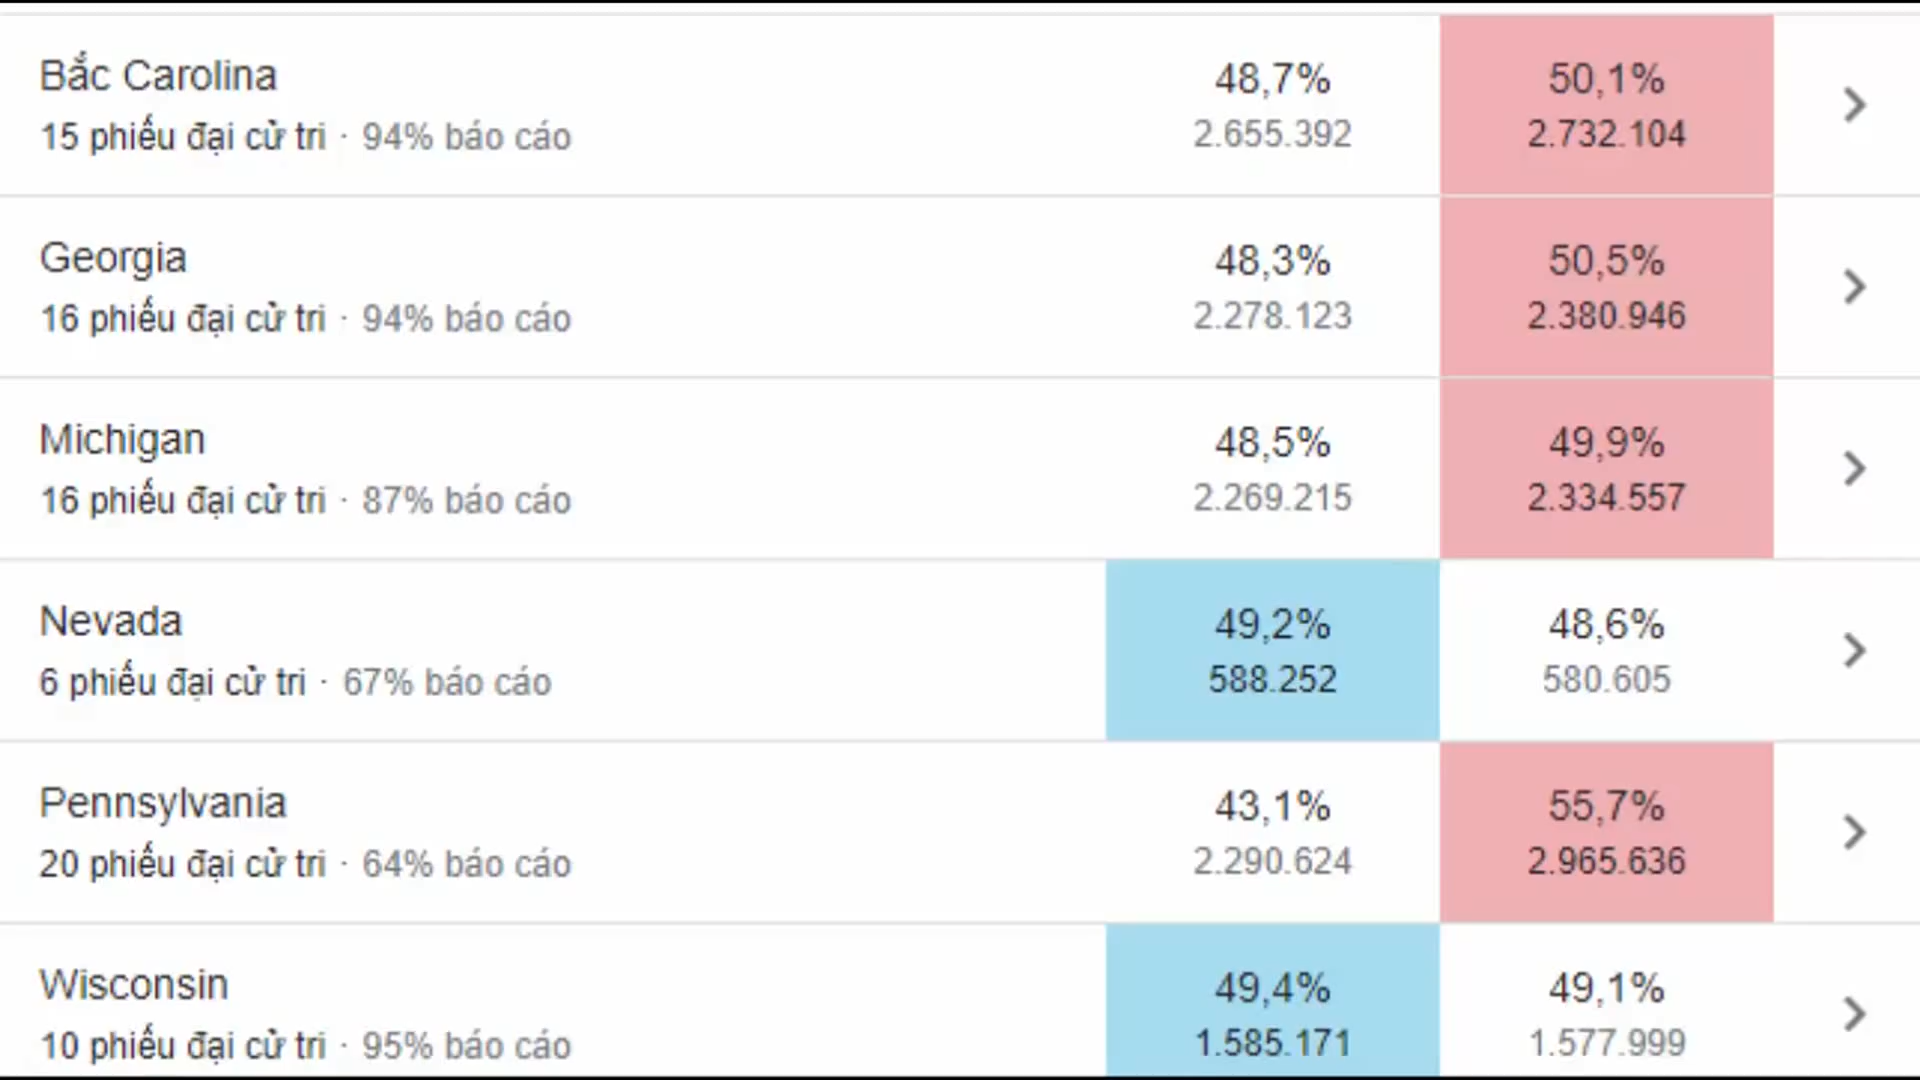 Bắc Carolina
48,7%
50,1%
15 phiếu đại cử tri · 94% báo cáo
2.655.392
2.732.104
Georgia
48,3%
50,5%
16 phiếu đại cử tri · 94% báo cáo
2.278.123
2.380.946
Michigan
48,5%
49,9%
16 phiếu đại cử tri · 87% báo cáo
2.269.215
2.334.557
Nevada
49,2%
48,6%
6 phiếu đại cử tri · 67% báo cáo
588.252
580.605
Pennsylvania
43,1%
55,7%
20 phiếu đại cử tri · 64% báo cáo
2.290.624
2.965.636
Wisconsin
49,4%
49,1%
10 phiếu đại cử tri · 95% báo cáo
1.585.171
1.577.999